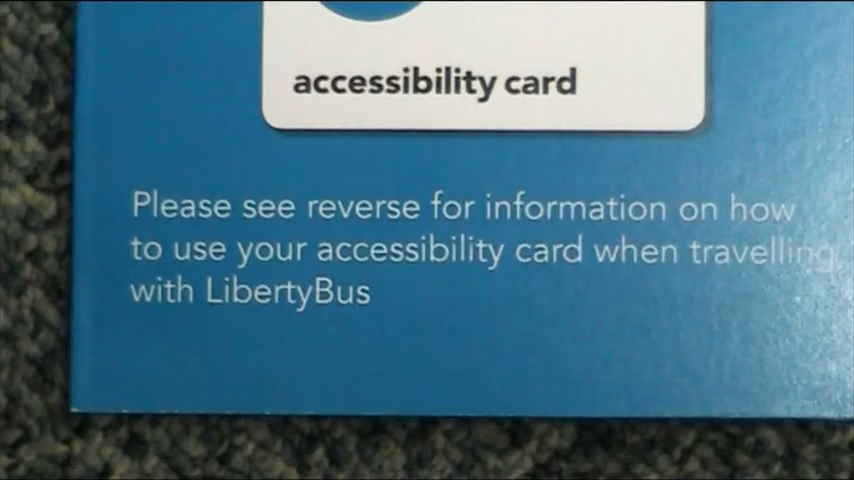 accessibility card
Please see reverse for information on how
to use your accessibility card when travelling
with LibertyBus